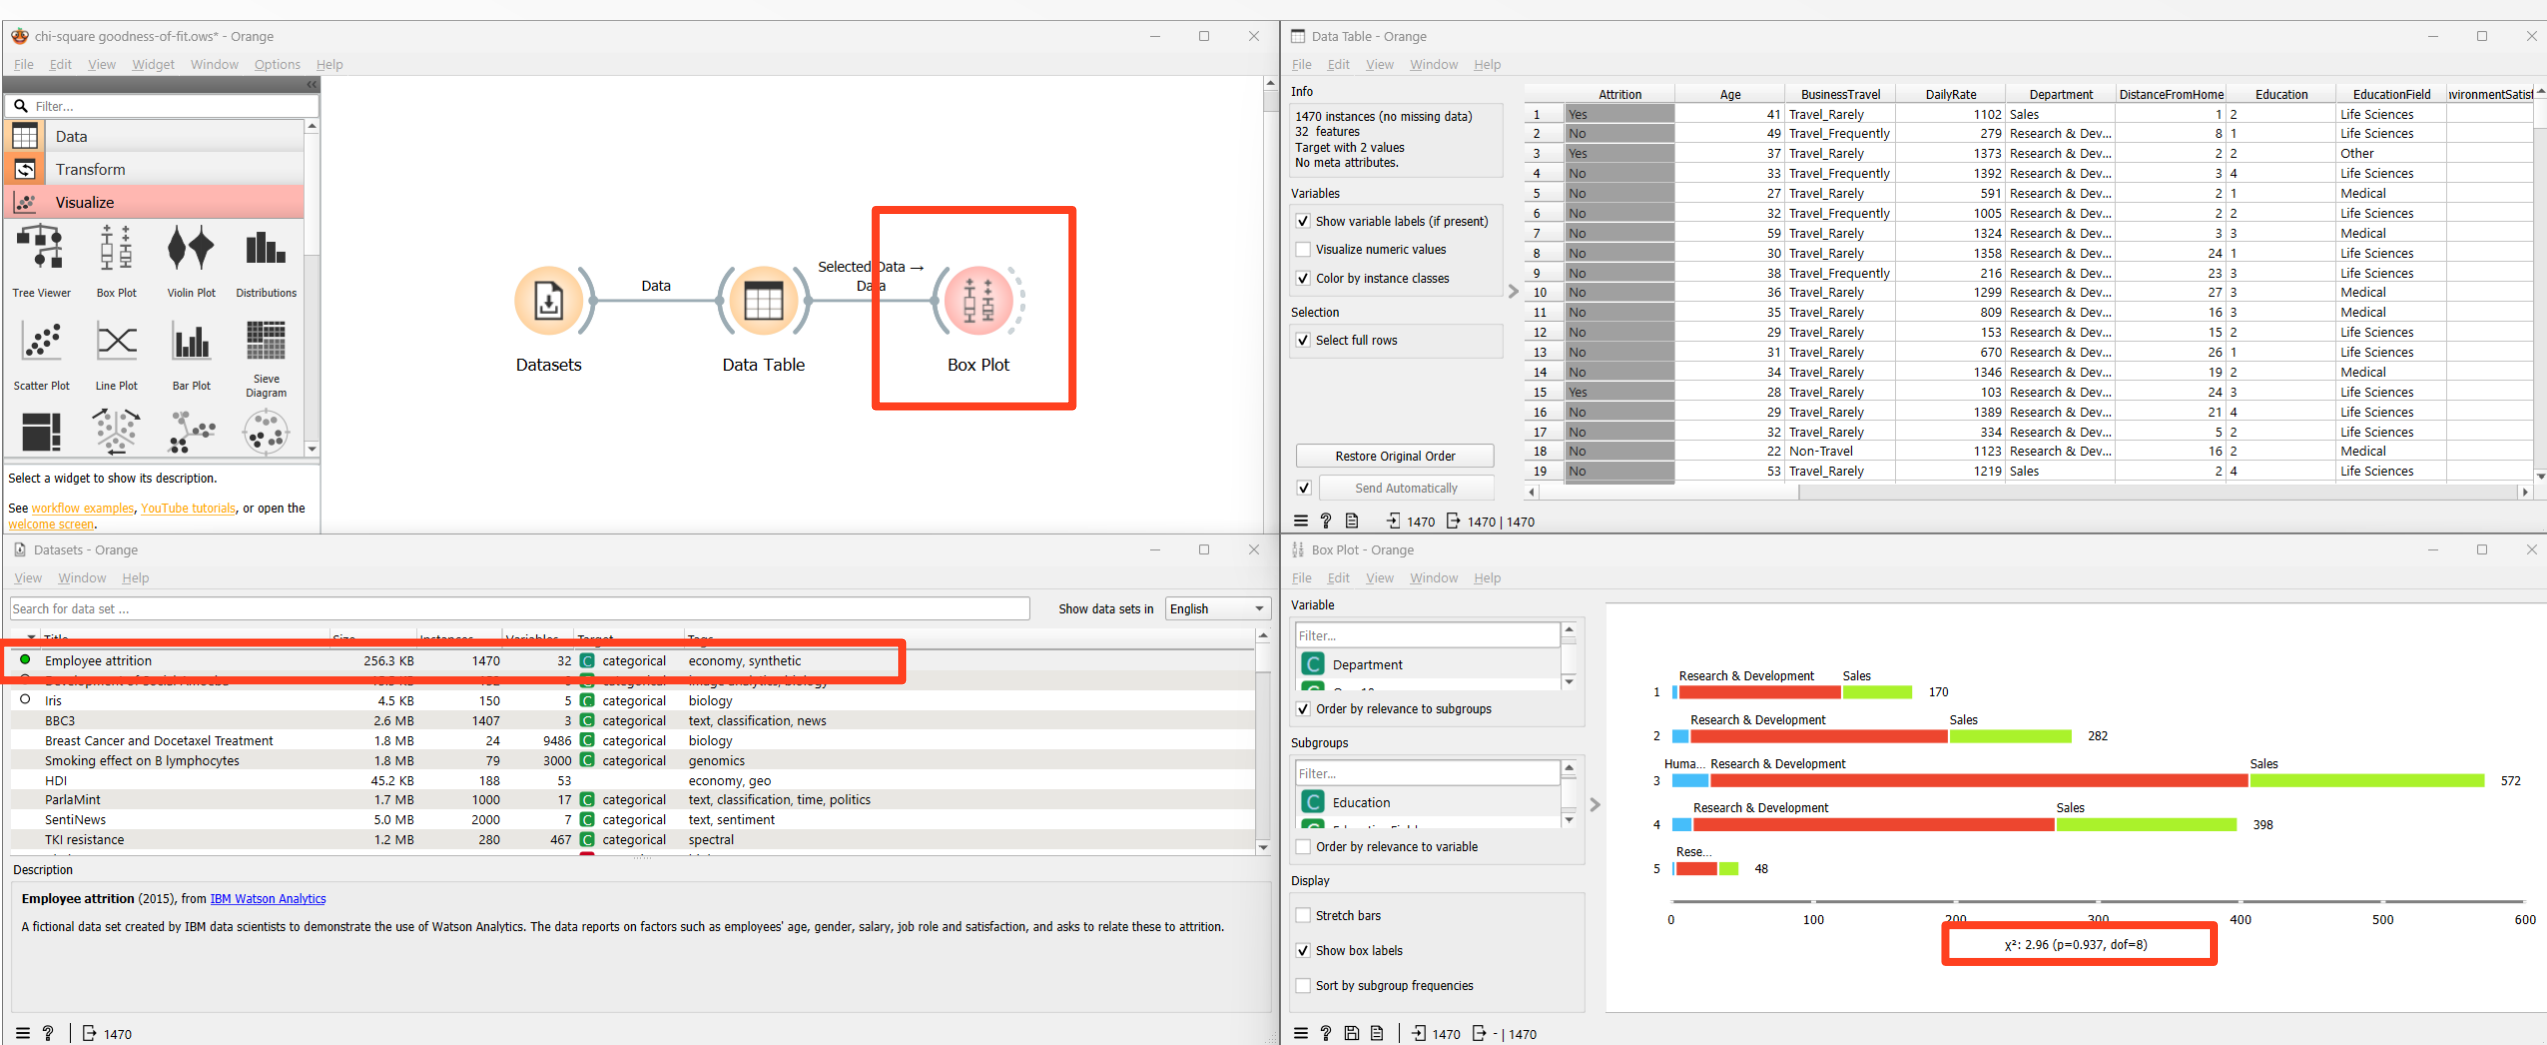 chi-square goodness-of-fit.ows* - Orange
File Edit View Widget Window Options Help
Filter...
Data
Transform
Visualize
Tree Viewer Box Plot Violin Plot Distributions
Scatter Plot Line Plot Bar Plot Sieve Diagram
Select a widget to show its description.
See workflow examples, YouTube tutorials, or open the
welcome screen.
Data
Selected Data →
Data
Datasets
Data Table
Box Plot
Data Table - Orange
File Edit View Window Help
Info
1470 instances (no missing data)
32 features
Target with 2 values
No meta attributes.
Variables
Show variable labels (if present)
Visualize numeric values
Color by instance classes
Selection
Select full rows
Restore Original Order
Send Automatically
1470 1470 | 1470
Attrition Age BusinessTravel DailyRate Department DistanceFromHome Education EducationField
1 Yes 41 Travel_Rarely 1102 Sales 1 2 Life Sciences
2 No 49 Travel_Frequently 279 Research & Dev... 8 1 Life Sciences
3 Yes 37 Travel_Rarely 1373 Research & Dev... 2 2 Other
4 No 33 Travel_Frequently 1392 Research & Dev... 3 4 Life Sciences
5 No 27 Travel_Rarely 591 Research & Dev... 2 1 Medical
6 No 32 Travel_Frequently 1005 Research & Dev... 2 2 Life Sciences
7 No 59 Travel_Rarely 1324 Research & Dev... 3 3 Medical
8 No 30 Travel_Rarely 1358 Research & Dev... 24 1 Life Sciences
9 No 38 Travel_Frequently 216 Research & Dev... 23 3 Life Sciences
10 No 36 Travel_Rarely 1299 Research & Dev... 27 3 Medical
11 No 35 Travel_Rarely 809 Research & Dev... 16 3 Medical
12 No 29 Travel_Rarely 153 Research & Dev... 15 2 Life Sciences
13 No 31 Travel_Rarely 670 Research & Dev... 26 1 Life Sciences
14 No 34 Travel_Rarely 1346 Research & Dev... 19 2 Medical
15 Yes 28 Travel_Rarely 103 Research & Dev... 24 3 Life Sciences
16 No 29 Travel_Rarely 1389 Research & Dev... 21 4 Life Sciences
17 No 32 Travel_Rarely 334 Research & Dev... 5 2 Life Sciences
18 No 22 Non-Travel 1123 Research & Dev... 16 2 Medical
19 No 53 Travel_Rarely 1219 Sales 2 4 Life Sciences
Datasets - Orange
View Window Help
Search for data set ... Show data sets in English
Employee attrition 256.3 KB 1470 32 C categorical economy, synthetic
Iris 4.5 KB 150 5 C categorical biology
BBC3 2.6 MB 1407 3 C categorical text, classification, news
Breast Cancer and Docetaxel Treatment 1.8 MB 24 9486 C categorical biology
Smoking effect on B lymphocytes 1.8 MB 79 3000 C categorical genomics
HDI 45.2 KB 188 53 economy, geo
ParlaMint 1.7 MB 1000 17 C categorical text, classification, time, politics
SentiNews 5.0 MB 2000 7 C categorical text, sentiment
TKI resistance 1.2 MB 280 467 C categorical spectral
Description
Employee attrition (2015), from IBM Watson Analytics
A fictional data set created by IBM data scientists to demonstrate the use of Watson Analytics. The data reports on factors such as employees' age, gender, salary, job role and satisfaction, and asks to relate these to attrition.
1470
Box Plot - Orange
File Edit View Window Help
Variable
Filter...
C Department
Order by relevance to subgroups
Subgroups
Filter...
C Education
Order by relevance to variable
Display
Stretch bars
Show box labels
Sort by subgroup frequencies
1470 - | 1470
Research & Development Sales
1 170
Research & Development Sales
2 282
Huma... Research & Development Sales
3 572
Research & Development Sales
4 398
Rese...
5 48
0 100 200 300 400 500 600
χ²: 2.96 (p=0.937, dof=8)